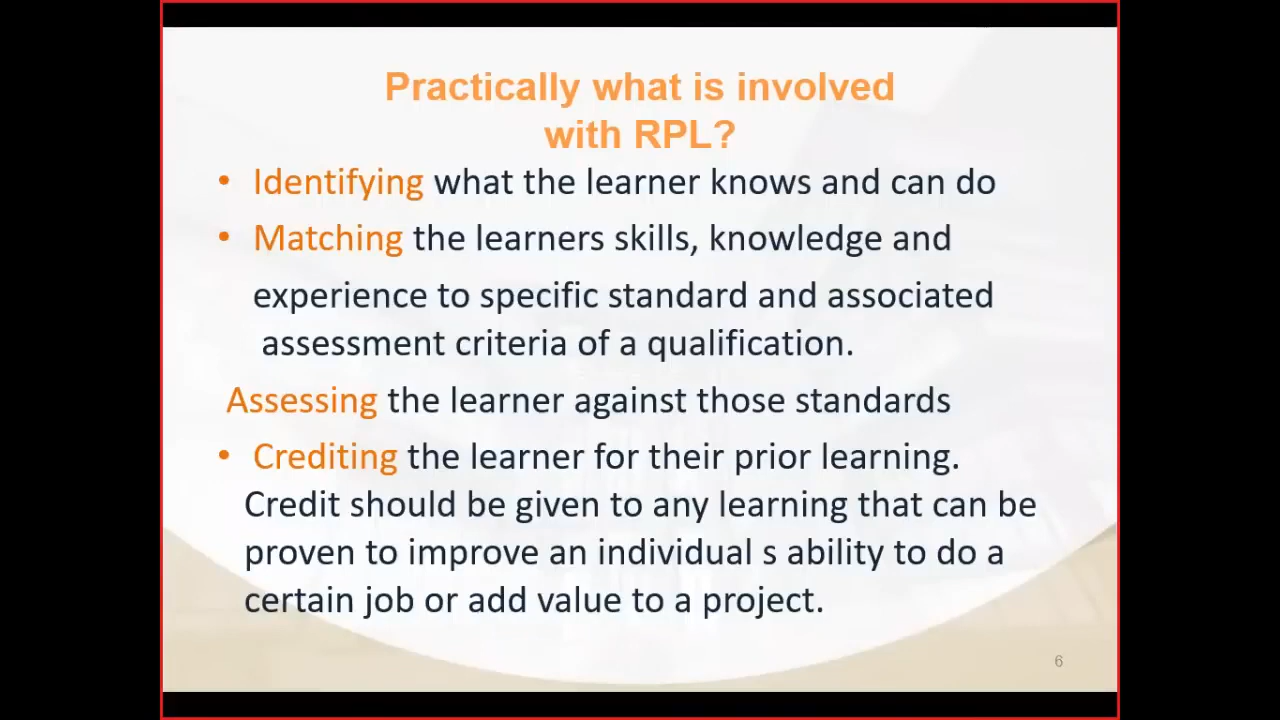 Practically what is involved
with RPL?
• Identifying what the learner knows and can do
• Matching the learners skills, knowledge and
experience to specific standard and associated
assessment criteria of a qualification.
Assessing the learner against those standards
• Crediting the learner for their prior learning.
Credit should be given to any learning that can be
proven to improve an individual s ability to do a
certain job or add value to a project.
6